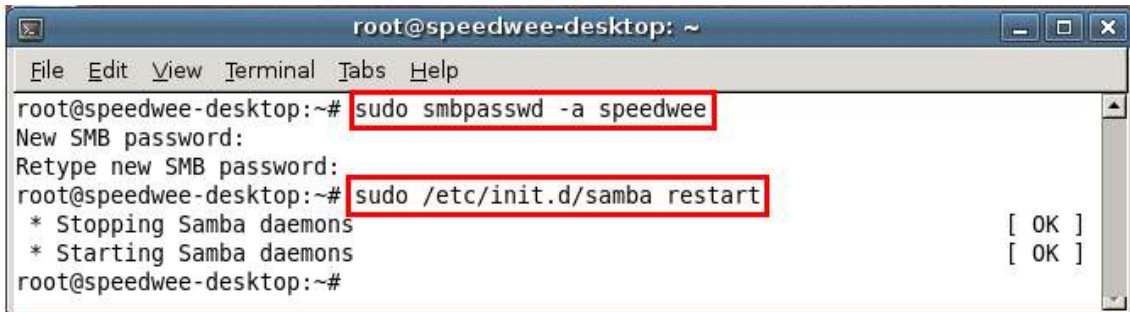 root@speedwee-desktop: ~
File Edit View Terminal Tabs Help
root@speedwee-desktop:~# sudo smbpasswd -a speedwee
New SMB password:
Retype new SMB password:
root@speedwee-desktop:~# sudo /etc/init.d/samba restart
 * Stopping Samba daemons [ OK ]
 * Starting Samba daemons [ OK ]
root@speedwee-desktop:~#